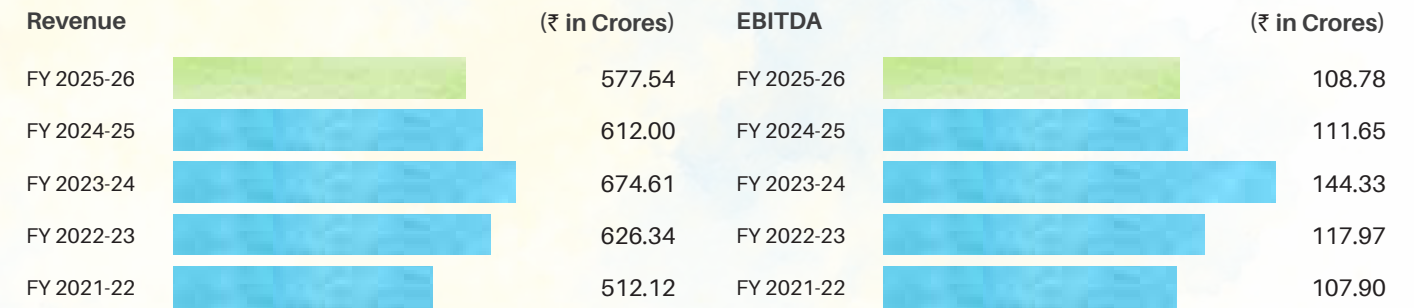 Revenue (₹ in Crores)
FY 2025-26 577.54
FY 2024-25 612.00
FY 2023-24 674.61
FY 2022-23 626.34
FY 2021-22 512.12
EBITDA (₹ in Crores)
FY 2025-26 108.78
FY 2024-25 111.65
FY 2023-24 144.33
FY 2022-23 117.97
FY 2021-22 107.90